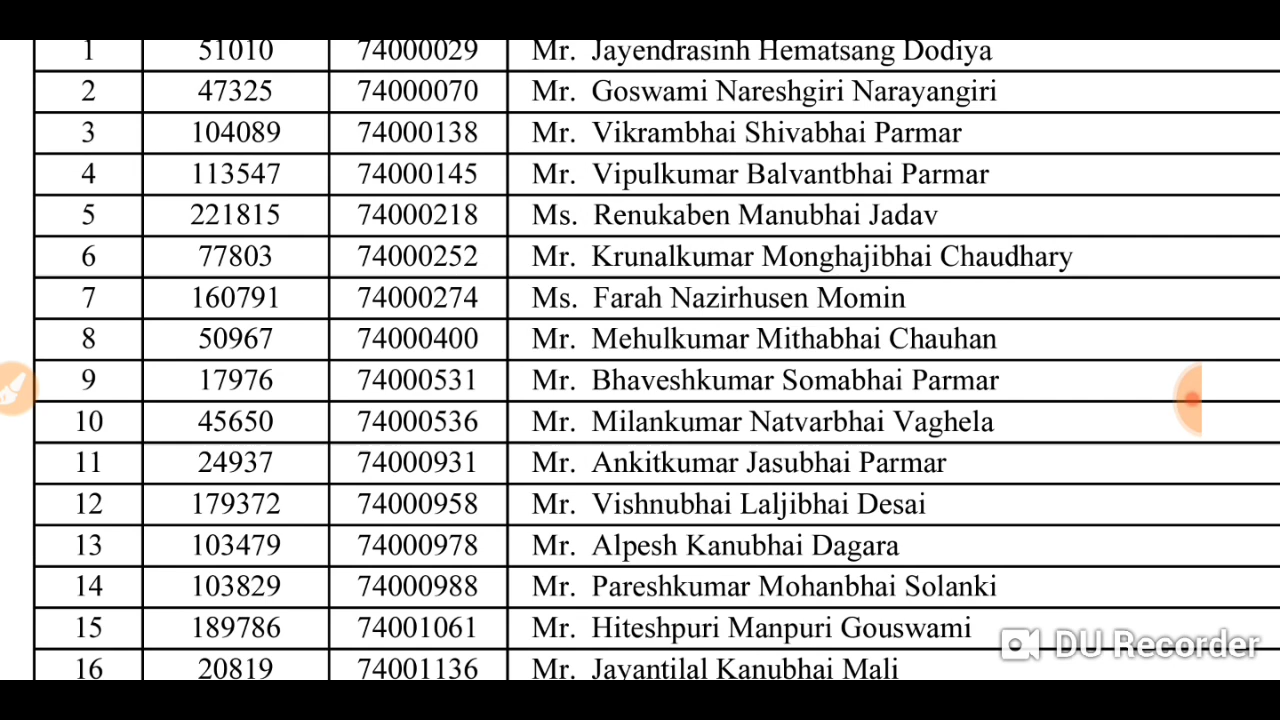 1 51010 74000029 Mr. Jayendrasinh Hematsang Dodiya
2 47325 74000070 Mr. Goswami Nareshgiri Narayangiri
3 104089 74000138 Mr. Vikrambhai Shivabhai Parmar
4 113547 74000145 Mr. Vipulkumar Balvantbhai Parmar
5 221815 74000218 Ms. Renukaben Manubhai Jadav
6 77803 74000252 Mr. Krunalkumar Monghajibhai Chaudhary
7 160791 74000274 Ms. Farah Nazirhusen Momin
8 50967 74000400 Mr. Mehulkumar Mithabhai Chauhan
9 17976 74000531 Mr. Bhaveshkumar Somabhai Parmar
10 45650 74000536 Mr. Milankumar Natvarbhai Vaghela
11 24937 74000931 Mr. Ankitkumar Jasubhai Parmar
12 179372 74000958 Mr. Vishnubhai Laljibhai Desai
13 103479 74000978 Mr. Alpesh Kanubhai Dagara
14 103829 74000988 Mr. Pareshkumar Mohanbhai Solanki
15 189786 74001061 Mr. Hiteshpuri Manpuri Gouswami
DU Recorder
16 20819 74001136 Mr. Jayantilal Kanubhai Mali